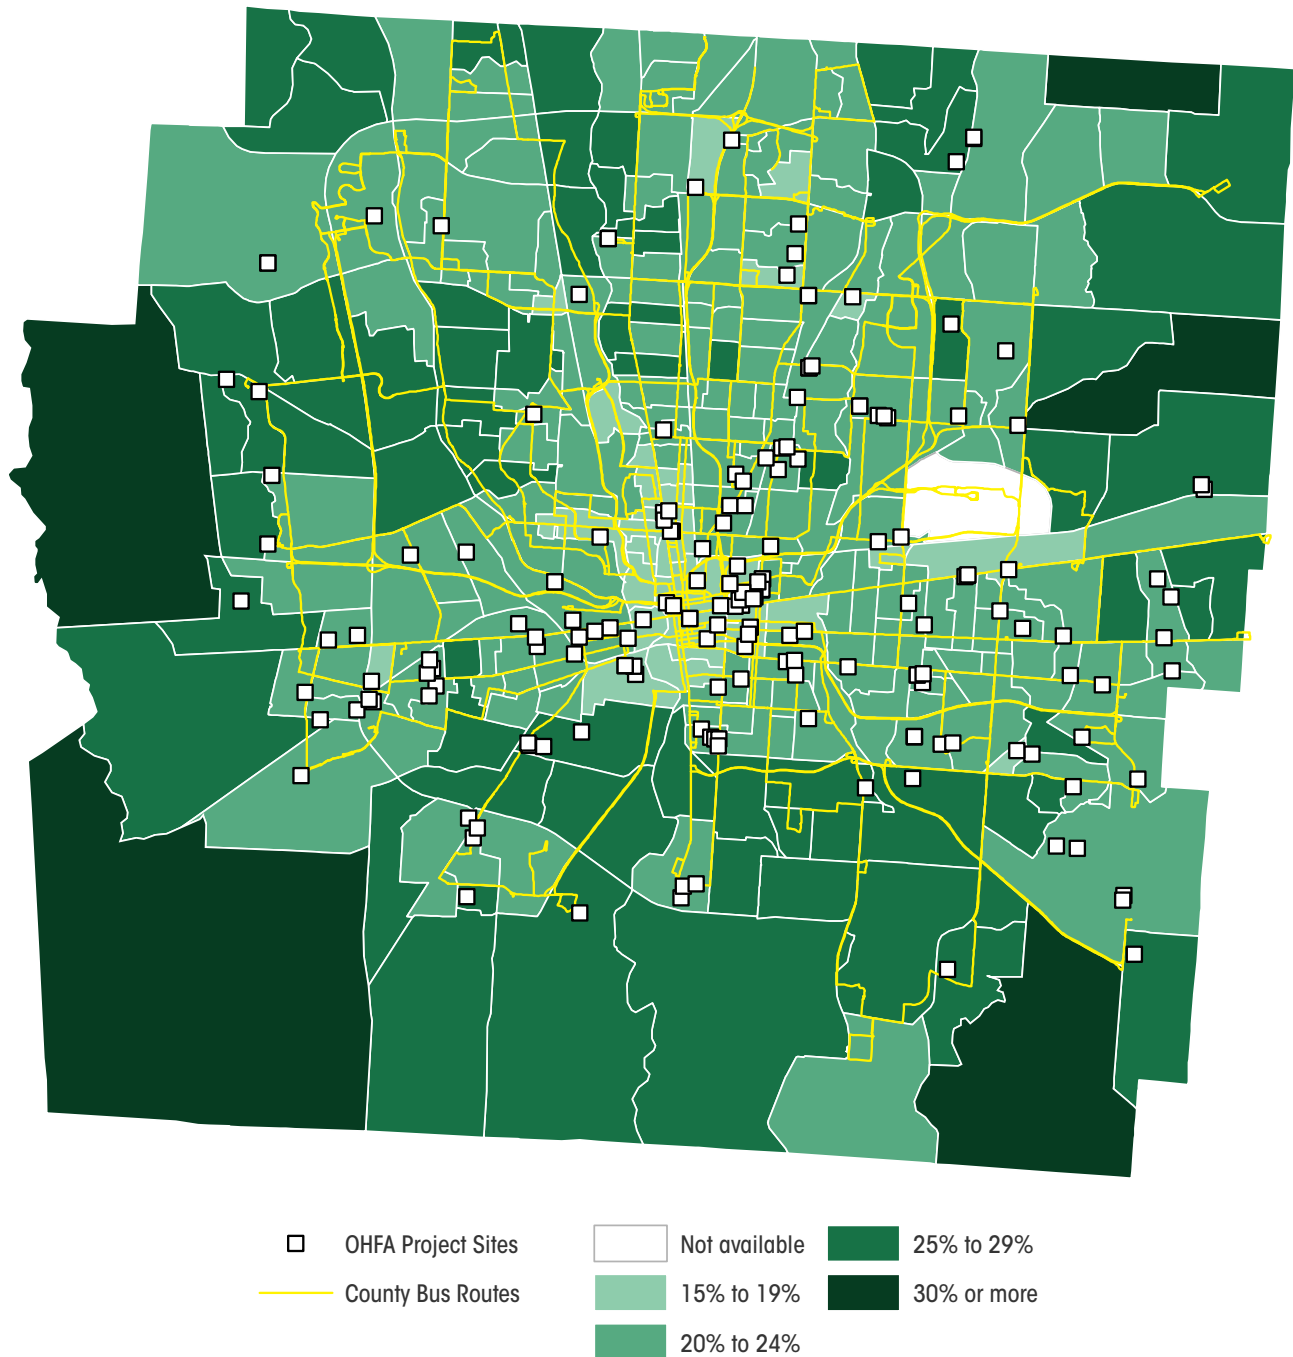 OHFA Project Sites
County Bus Routes
Not available
15% to 19%
20% to 24%
25% to 29%
30% or more